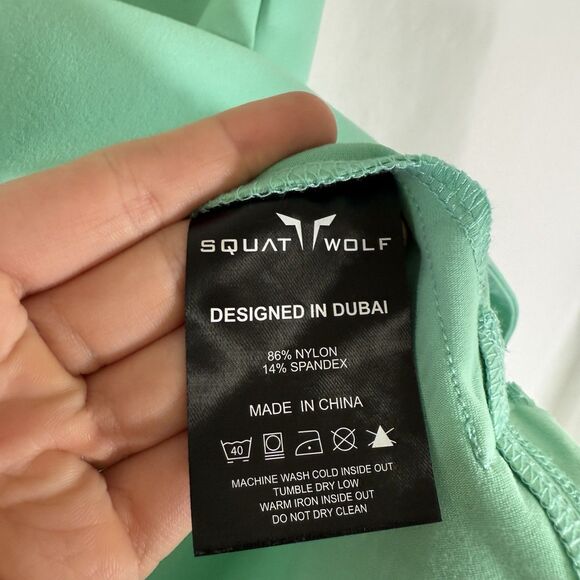 SQUAT WOLF
DESIGNED IN DUBAI
86% NYLON
14% SPANDEX
MADE IN CHINA
40
MACHINE WASH COLD INSIDE OUT
TUMBLE DRY LOW
WARM IRON INSIDE OUT
DO NOT DRY CLEAN